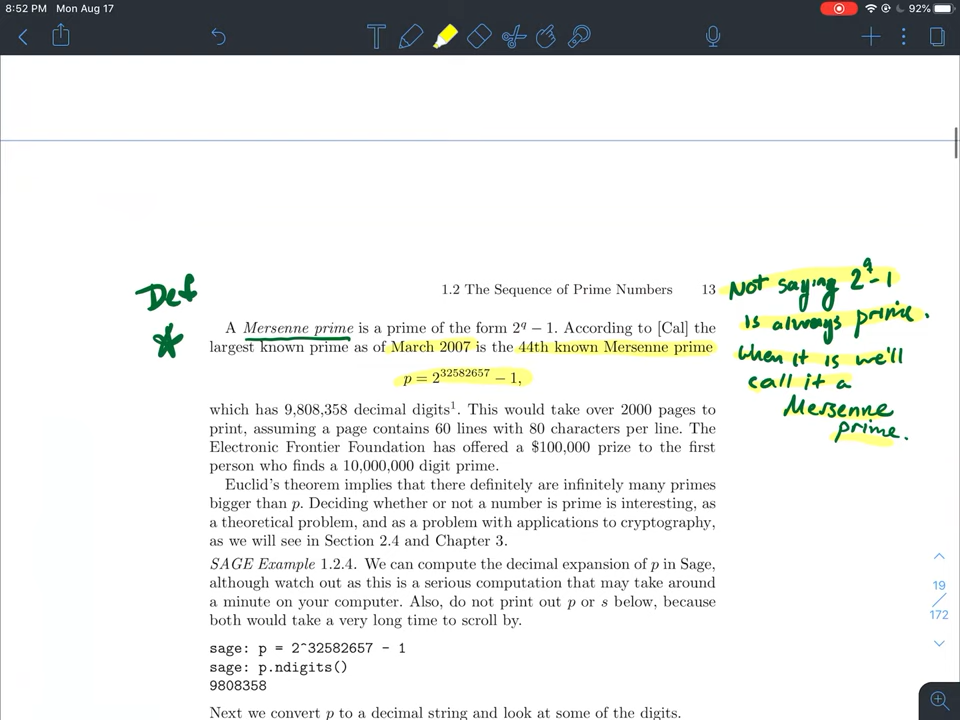 8:52 PM Mon Aug 17
92%
1.2 The Sequence of Prime Numbers 13
Def
A Mersenne prime is a prime of the form 2^q − 1. According to [Cal] the
largest known prime as of March 2007 is the 44th known Mersenne prime
p = 2^32582657 − 1,
which has 9,808,358 decimal digits¹. This would take over 2000 pages to
print, assuming a page contains 60 lines with 80 characters per line. The
Electronic Frontier Foundation has offered a $100,000 prize to the first
person who finds a 10,000,000 digit prime.
Euclid's theorem implies that there definitely are infinitely many primes
bigger than p. Deciding whether or not a number is prime is interesting, as
a theoretical problem, and as a problem with applications to cryptography,
as we will see in Section 2.4 and Chapter 3.
SAGE Example 1.2.4. We can compute the decimal expansion of p in Sage,
although watch out as this is a serious computation that may take around
a minute on your computer. Also, do not print out p or s below, because
both would take a very long time to scroll by.
sage: p = 2^32582657 - 1
sage: p.ndigits()
9808358
Next we convert p to a decimal string and look at some of the digits.
Not saying 2^q-1
is always prime.
When it is we'll
call it a
Mersenne
prime.
19
172